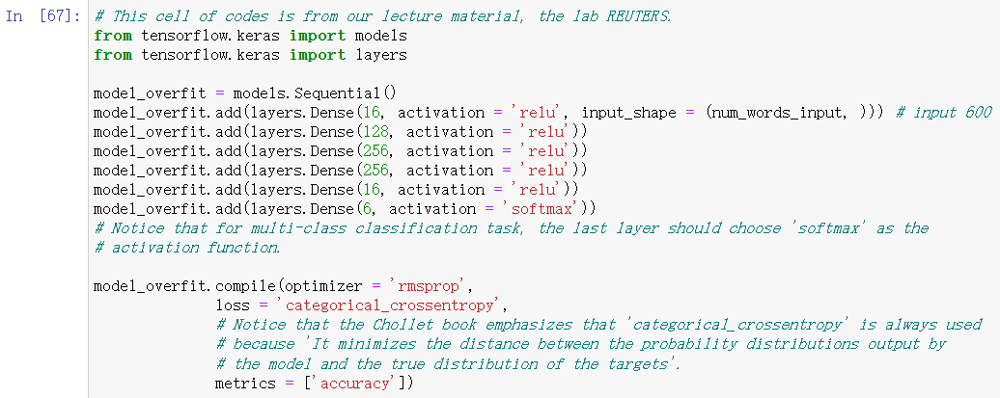 In [67]: # This cell of codes is from our lecture material, the lab REUTERS.
from tensorflow.keras import models
from tensorflow.keras import layers

model_overfit = models.Sequential()
model_overfit.add(layers.Dense(16, activation = 'relu', input_shape = (num_words_input, ))) # input 600
model_overfit.add(layers.Dense(128, activation = 'relu'))
model_overfit.add(layers.Dense(256, activation = 'relu'))
model_overfit.add(layers.Dense(256, activation = 'relu'))
model_overfit.add(layers.Dense(16, activation = 'relu'))
model_overfit.add(layers.Dense(6, activation = 'softmax'))
# Notice that for multi-class classification task, the last layer should choose 'softmax' as the
# activation function.

model_overfit.compile(optimizer = 'rmsprop',
loss = 'categorical_crossentropy',
# Notice that the Chollet book emphasizes that 'categorical_crossentropy' is always used
# because 'It minimizes the distance between the probability distributions output by
# the model and the true distribution of the targets'.
metrics = ['accuracy'])